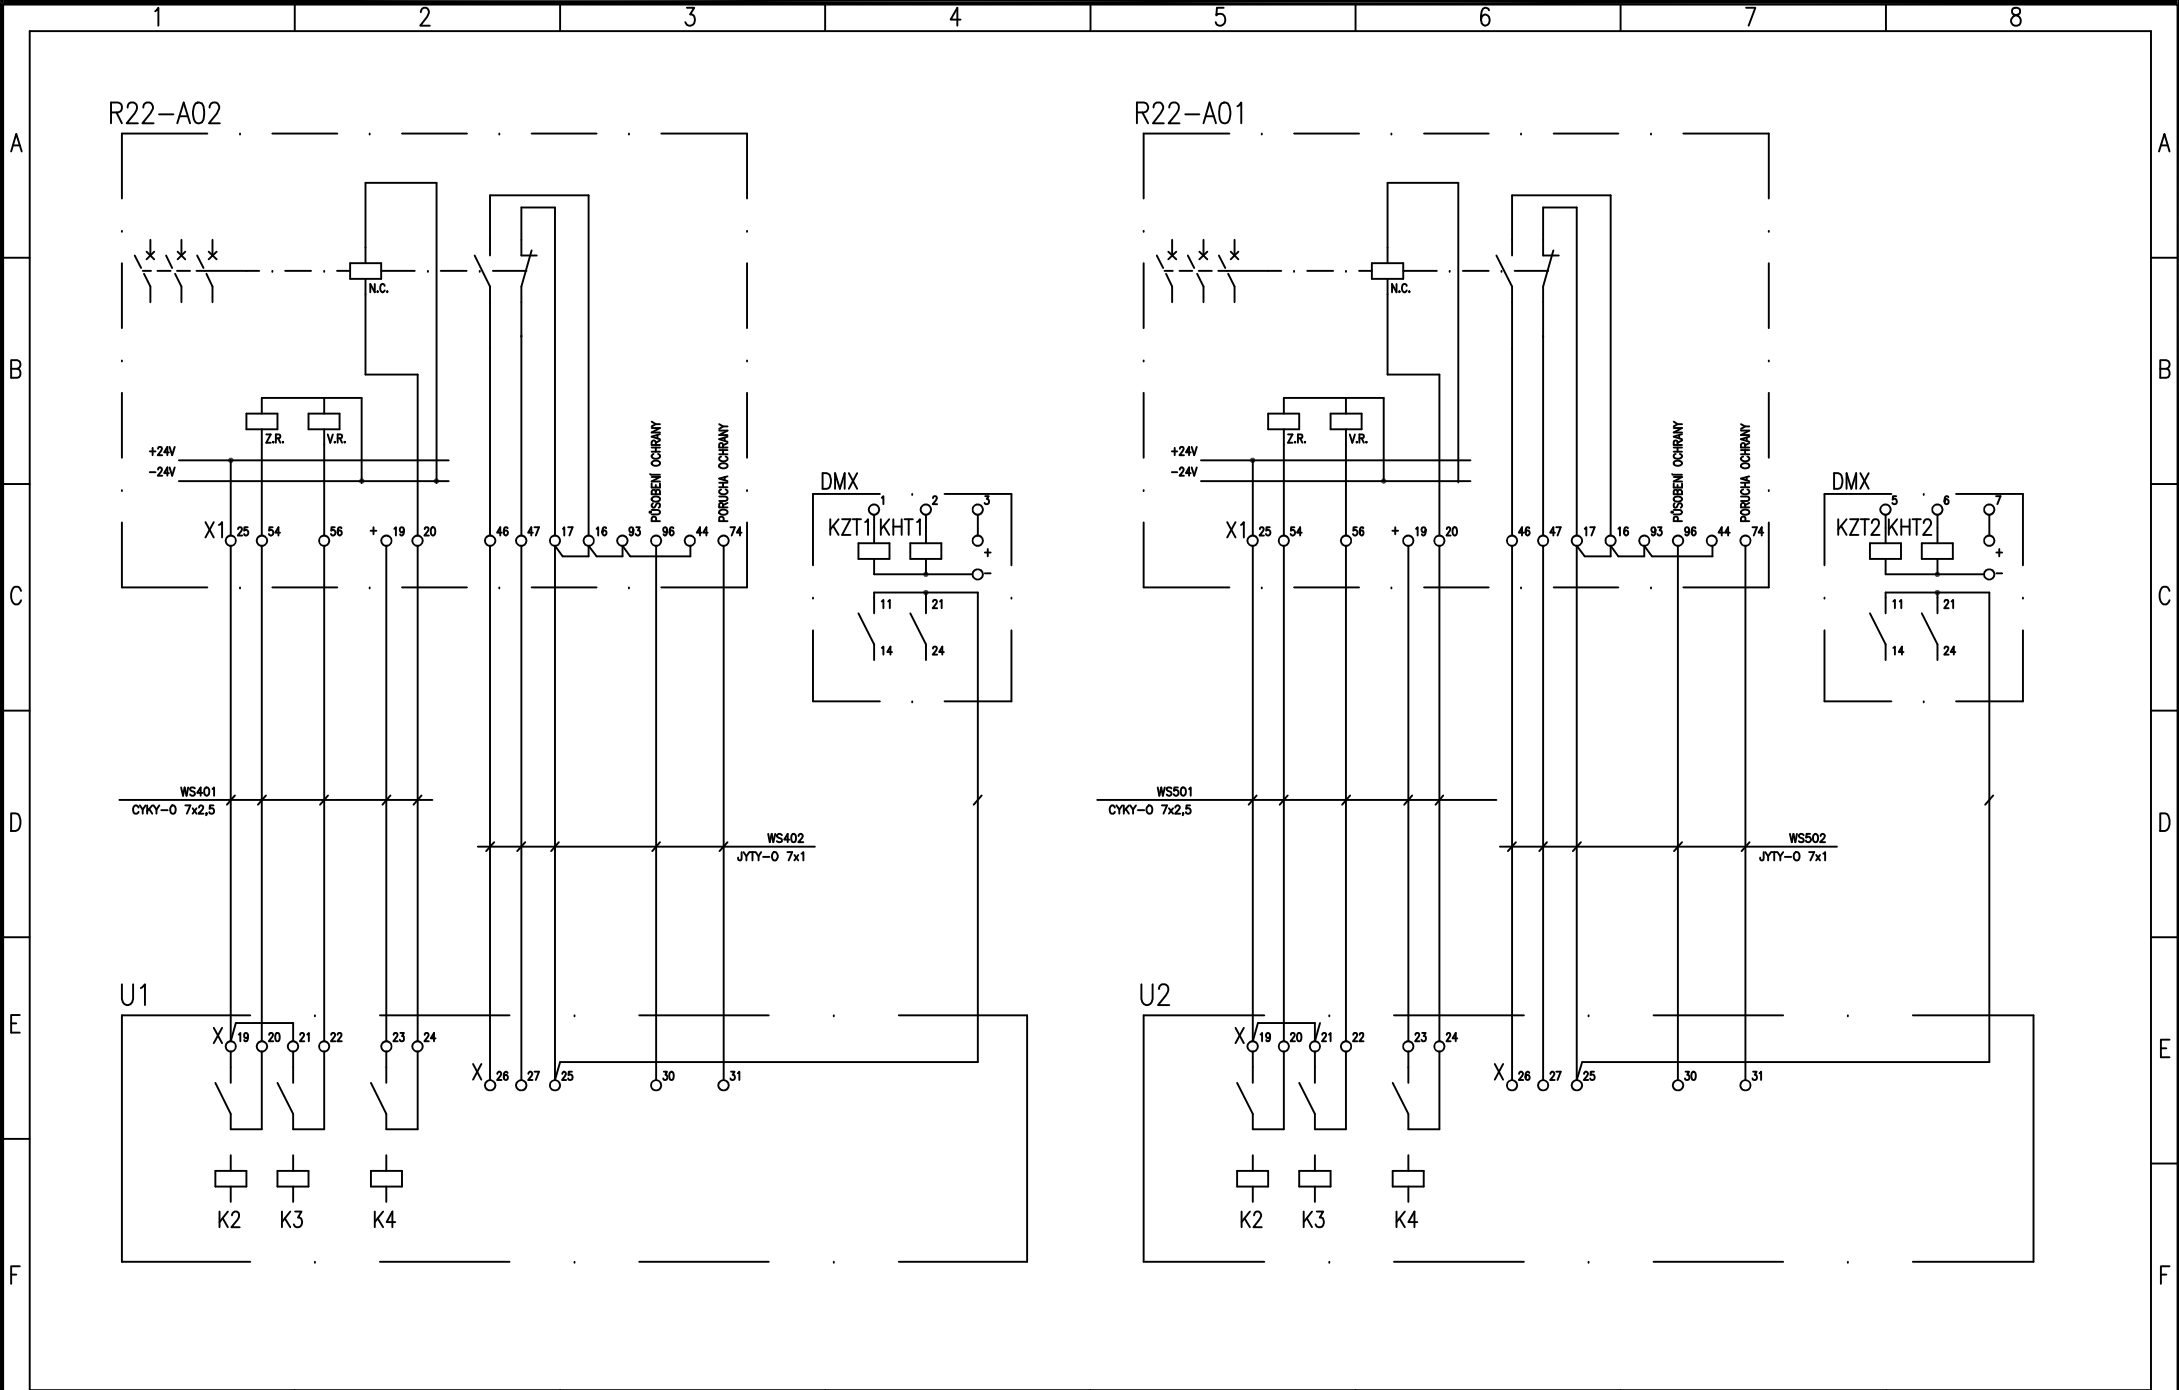 1 2 3 4 5 6 7 8
A A
B B
C C
D D
E E
F F
R22-A02
N.C.
Z.R. V.R.
+24V
-24V
PŮSOBENÍ OCHRANY
PORUCHA OCHRANY
X1 25 54 56 + 19 20 46 47 17 16 93 96 44 74
DMX
1 2 3
KZT1 KHT1
+
-
11 21
14 24
WS401
CYKY-O 7x2,5
WS402
JYTY-O 7x1
U1
X 19 20 21 22 23 24
X 26 27 25 30 31
K2 K3 K4
R22-A01
N.C.
Z.R. V.R.
+24V
-24V
PŮSOBENÍ OCHRANY
PORUCHA OCHRANY
X1 25 54 56 + 19 20 46 47 17 16 93 96 44 74
DMX
5 6 7
KZT2 KHT2
+
-
11 21
14 24
WS501
CYKY-O 7x2,5
WS502
JYTY-O 7x1
U2
X 19 20 21 22 23 24
X 26 27 25 30 31
K2 K3 K4